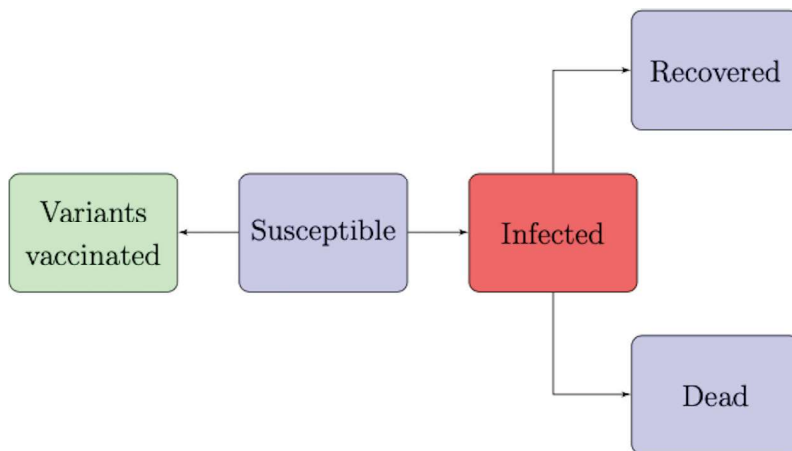 Recovered
Variants
vaccinated
Susceptible
Infected
Dead